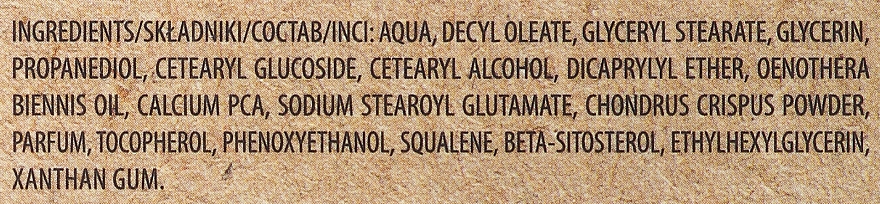 INGREDIENTS/SKŁADNIKI/СОСТАВ/INCI: AQUA, DECYL OLEATE, GLYCERYL STEARATE, GLYCERIN,
PROPANEDIOL, CETEARYL GLUCOSIDE, CETEARYL ALCOHOL, DICAPRYLYL ETHER, OENOTHERA
BIENNIS OIL, CALCIUM PCA, SODIUM STEAROYL GLUTAMATE, CHONDRUS CRISPUS POWDER,
PARFUM, TOCOPHEROL, PHENOXYETHANOL, SQUALENE, BETA-SITOSTEROL, ETHYLHEXYLGLYCERIN,
XANTHAN GUM.